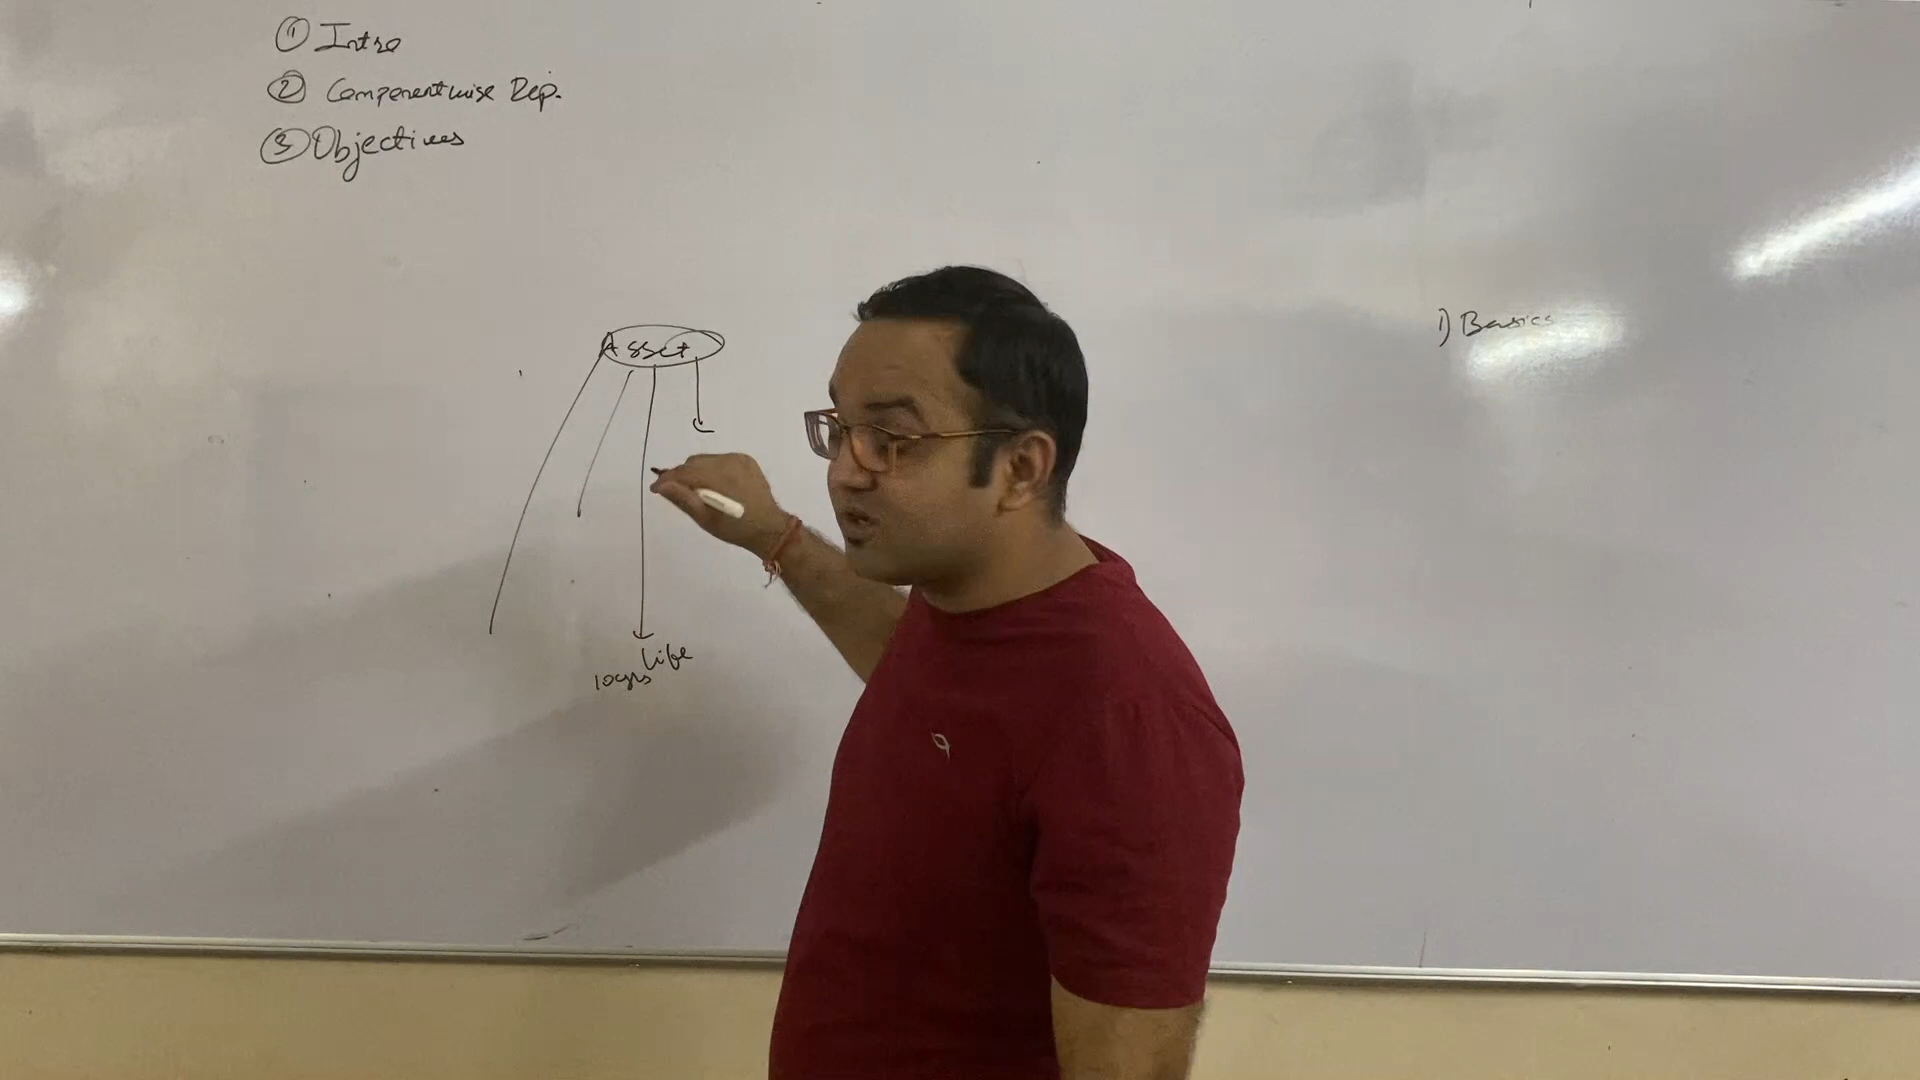 ① Intro
② Componentwise Dep.
③ Objectives
Asset
1) Basics
Life
10yrs